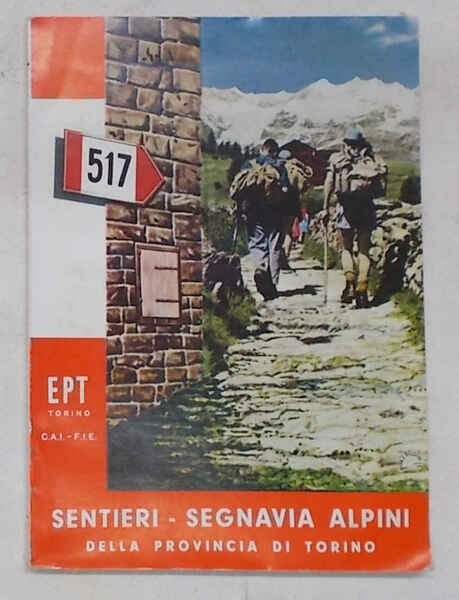 517
EPT
TORINO
C.A.I. - F.I.E.
SENTIERI - SEGNAVIA ALPINI
DELLA PROVINCIA DI TORINO